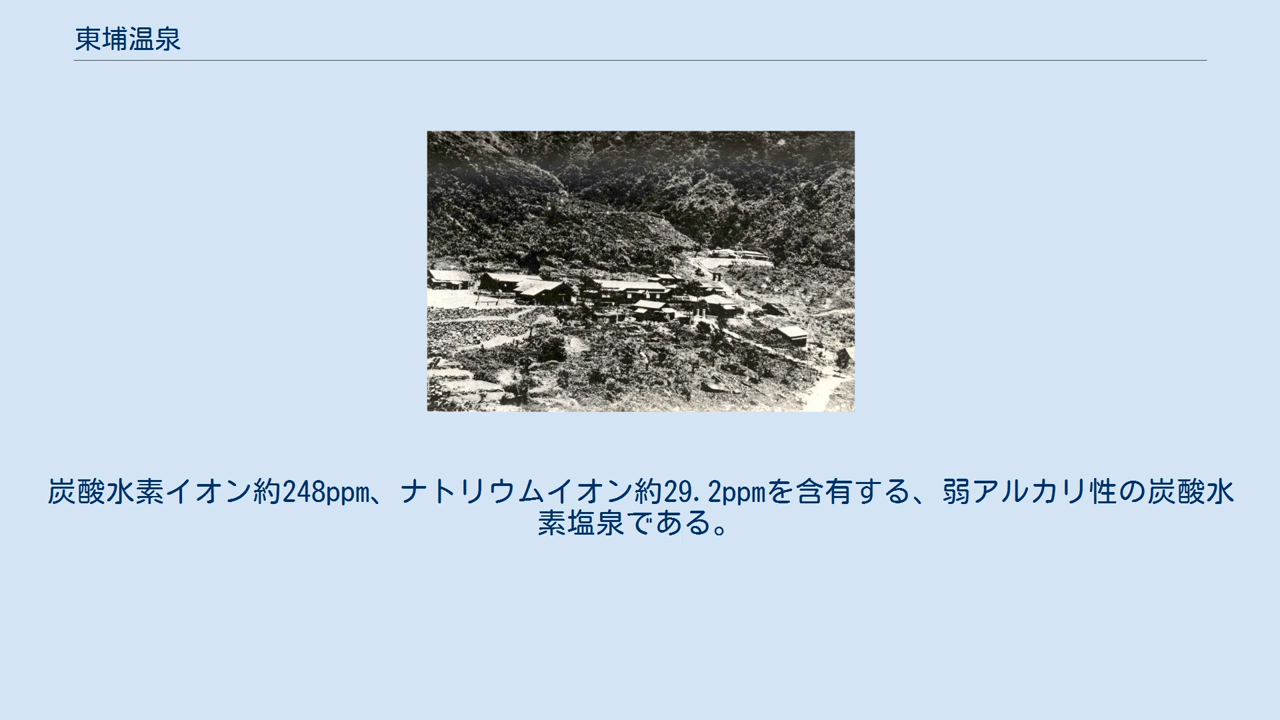 東埔温泉
炭酸水素イオン約248ppm、ナトリウムイオン約29.2ppmを含有する、弱アルカリ性の炭酸水
素塩泉である。